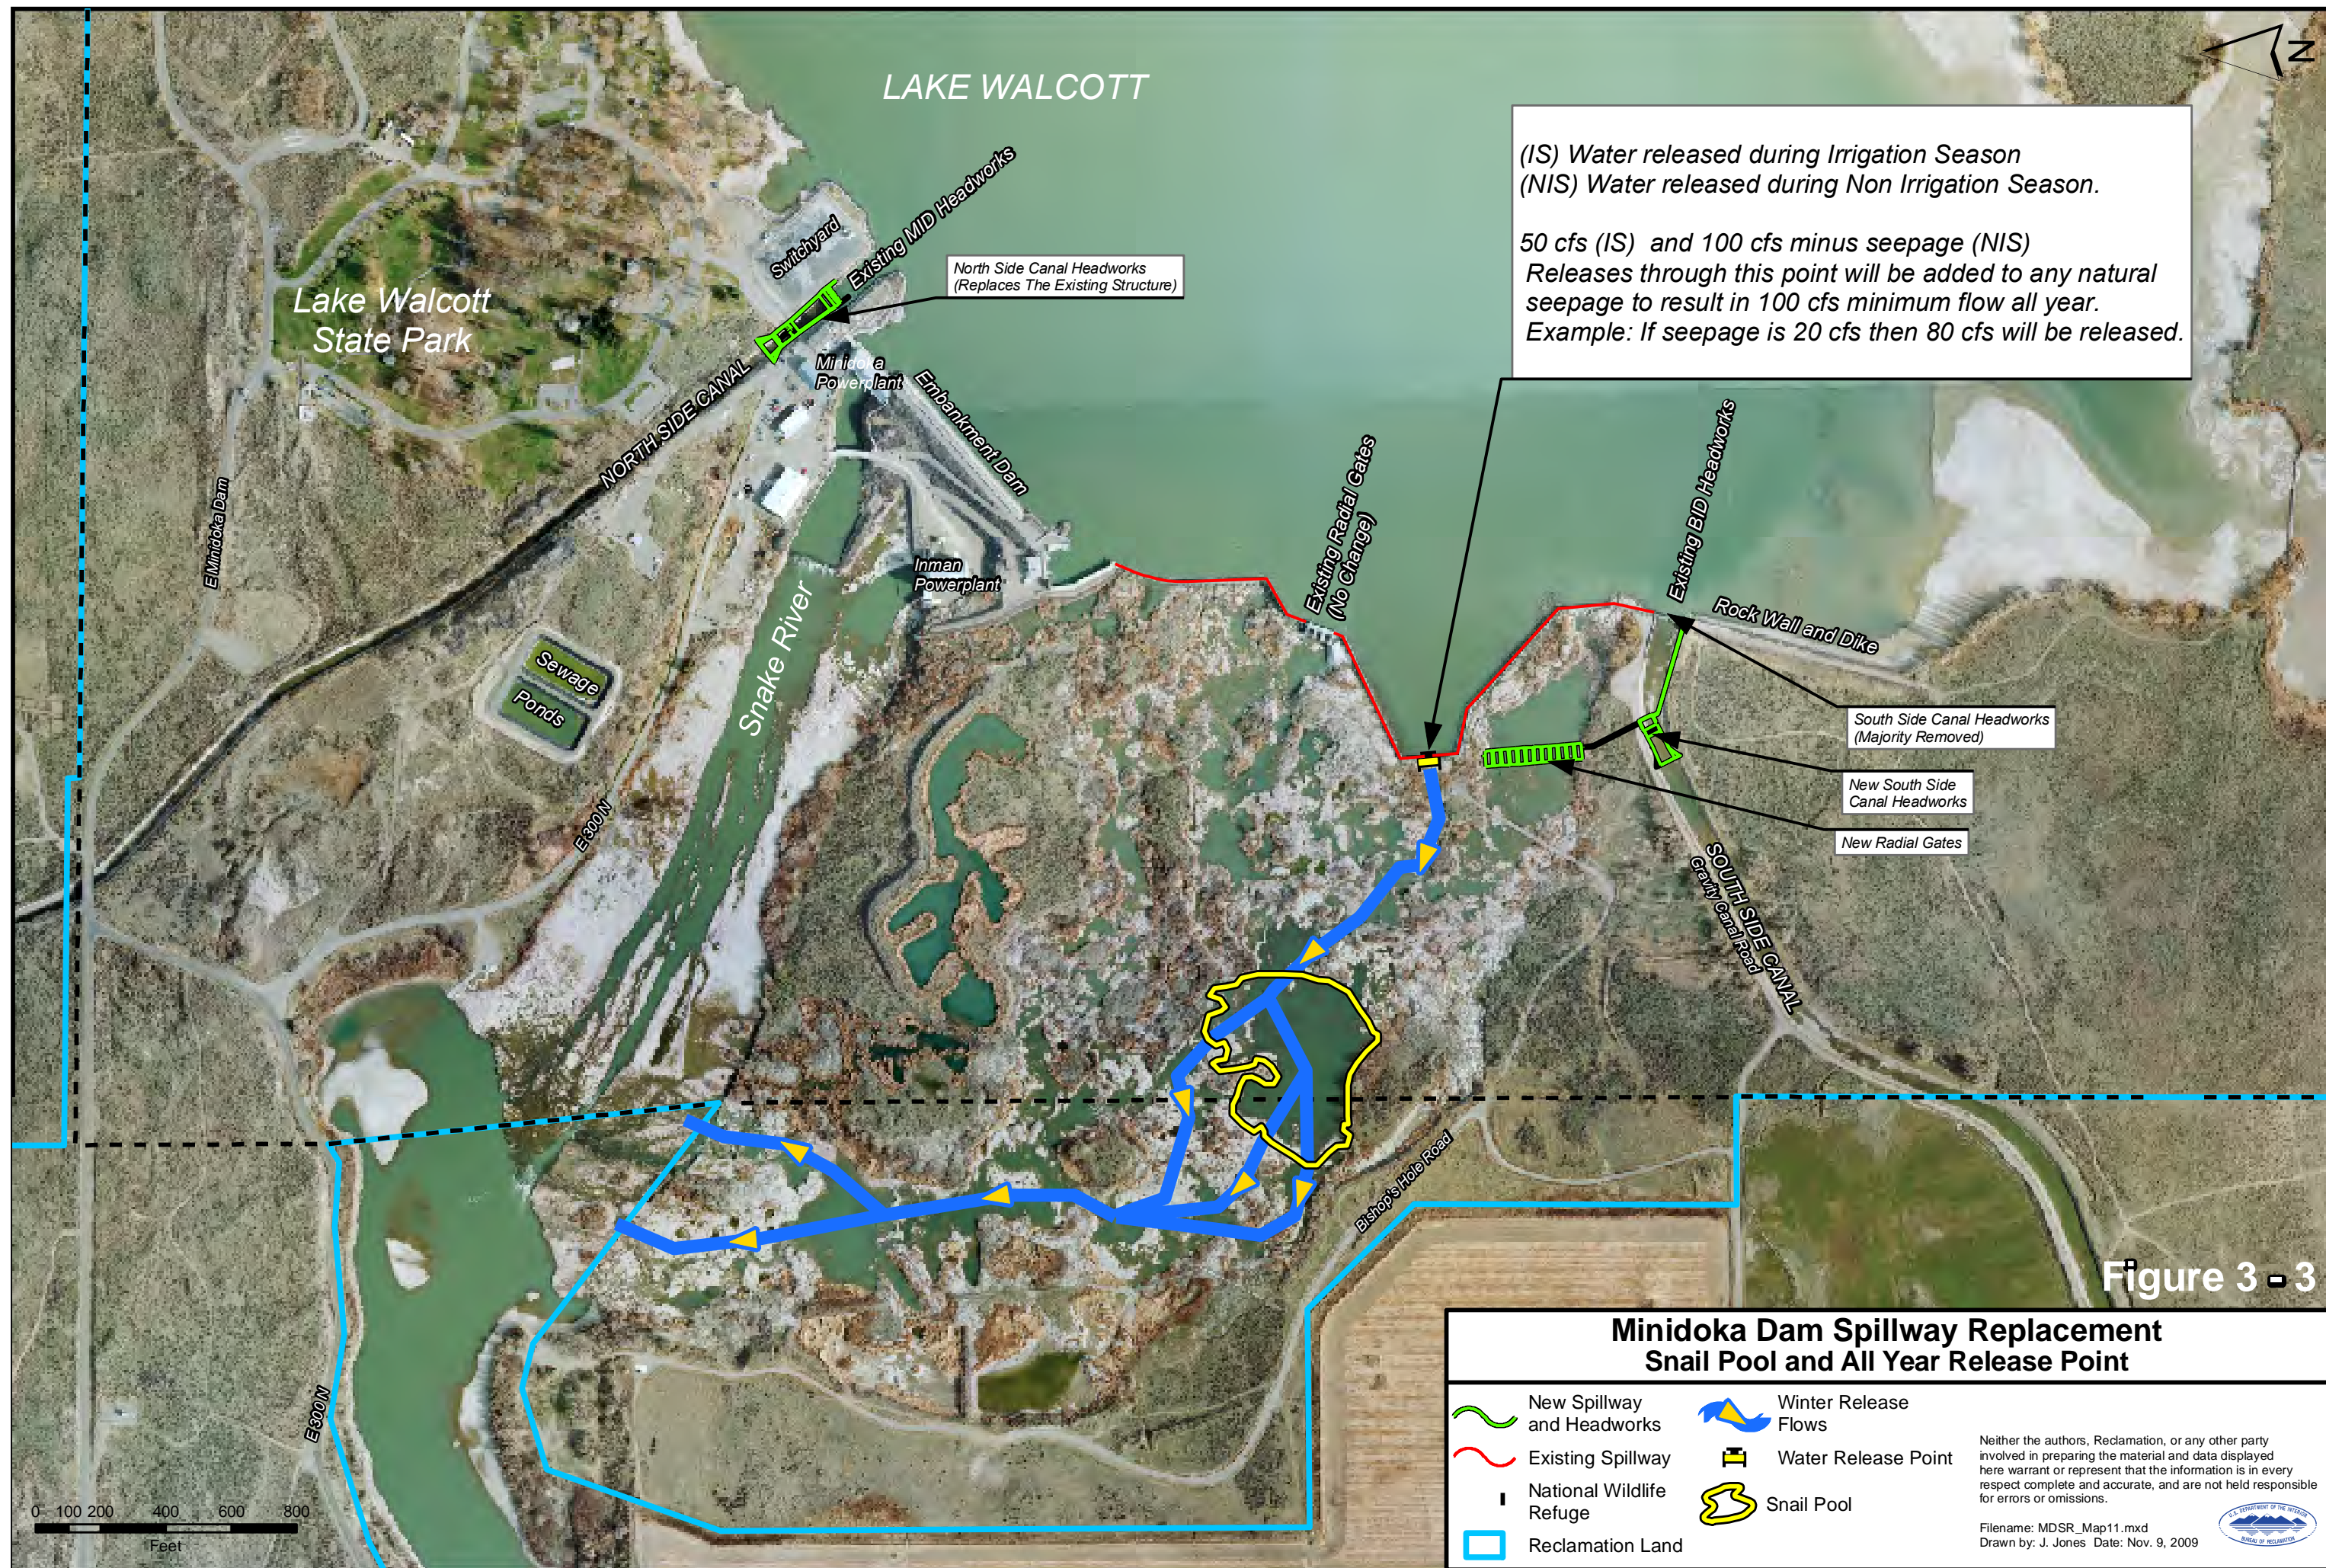 LAKE WALCOTT
N
(IS) Water released during Irrigation Season
(NIS) Water released during Non Irrigation Season.
50 cfs (IS)  and 100 cfs minus seepage (NIS)
Releases through this point will be added to any natural
seepage to result in 100 cfs minimum flow all year.
Example: If seepage is 20 cfs then 80 cfs will be released.
Switchyard
Existing MID Headworks
North Side Canal Headworks
(Replaces The Existing Structure)
Lake Walcott
State Park
Minidoka
Powerplant
Embankment Dam
NORTH SIDE CANAL
E Minidoka Dam
Existing Radial Gates
(No Change)
Existing BID Headworks
Rock Wall and Dike
Inman
Powerplant
Snake River
Sewage
Ponds
South Side Canal Headworks
(Majority Removed)
New South Side
Canal Headworks
New Radial Gates
E 300 N
SOUTH SIDE CANAL
Gravity Canal Road
Bishop's Hole Road
E 300 N
Figure 3 - 3
Minidoka Dam Spillway Replacement
Snail Pool and All Year Release Point
New Spillway
and Headworks
Existing Spillway
National Wildlife
Refuge
Reclamation Land
Winter Release
Flows
Water Release Point
Snail Pool
Neither the authors, Reclamation, or any other party
involved in preparing the material and data displayed
here warrant or represent that the information is in every
respect complete and accurate, and are not held responsible
for errors or omissions.
Filename: MDSR_Map11.mxd
Drawn by: J. Jones  Date: Nov. 9, 2009
U.S. DEPARTMENT OF THE INTERIOR
BUREAU OF RECLAMATION
0 100 200 400 600 800
Feet